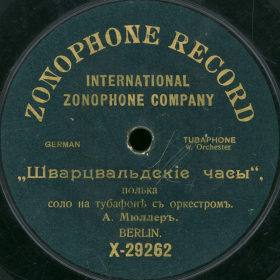 ZONOPHONE RECORD
INTERNATIONAL
ZONOPHONE COMPANY
GERMAN
TUBAPHONE
w. Orchester
„Шварцвальдскіе часы“,
полька
соло на тубафонѣ съ оркестромъ.
А. Мюллеръ.
BERLIN.
X-29262